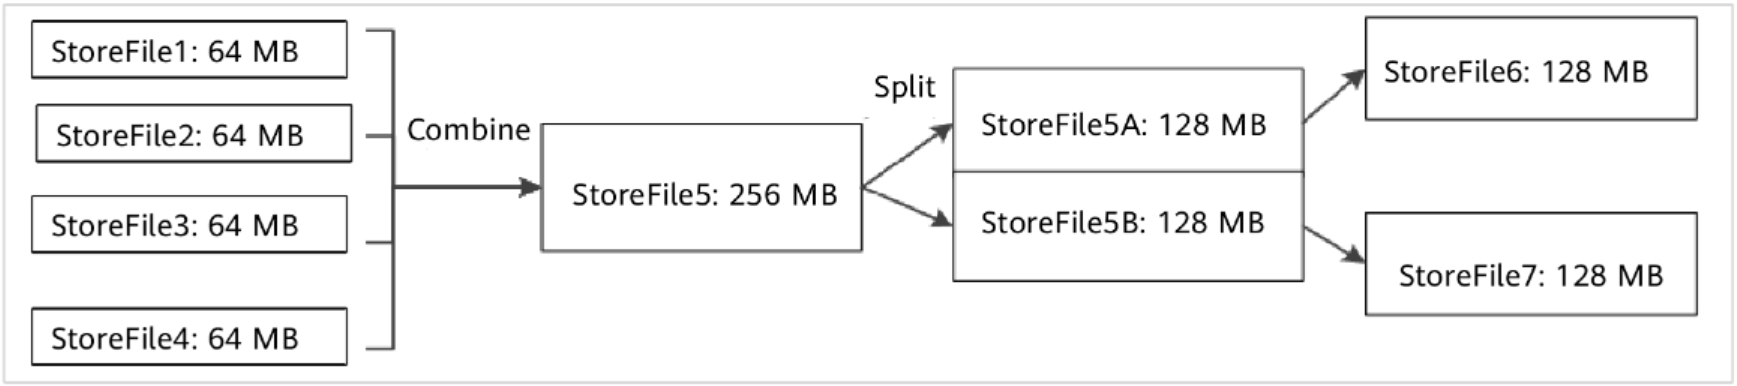 StoreFile1: 64 MB
StoreFile2: 64 MB
StoreFile3: 64 MB
StoreFile4: 64 MB
Combine
StoreFile5: 256 MB
Split
StoreFile5A: 128 MB
StoreFile5B: 128 MB
StoreFile6: 128 MB
StoreFile7: 128 MB